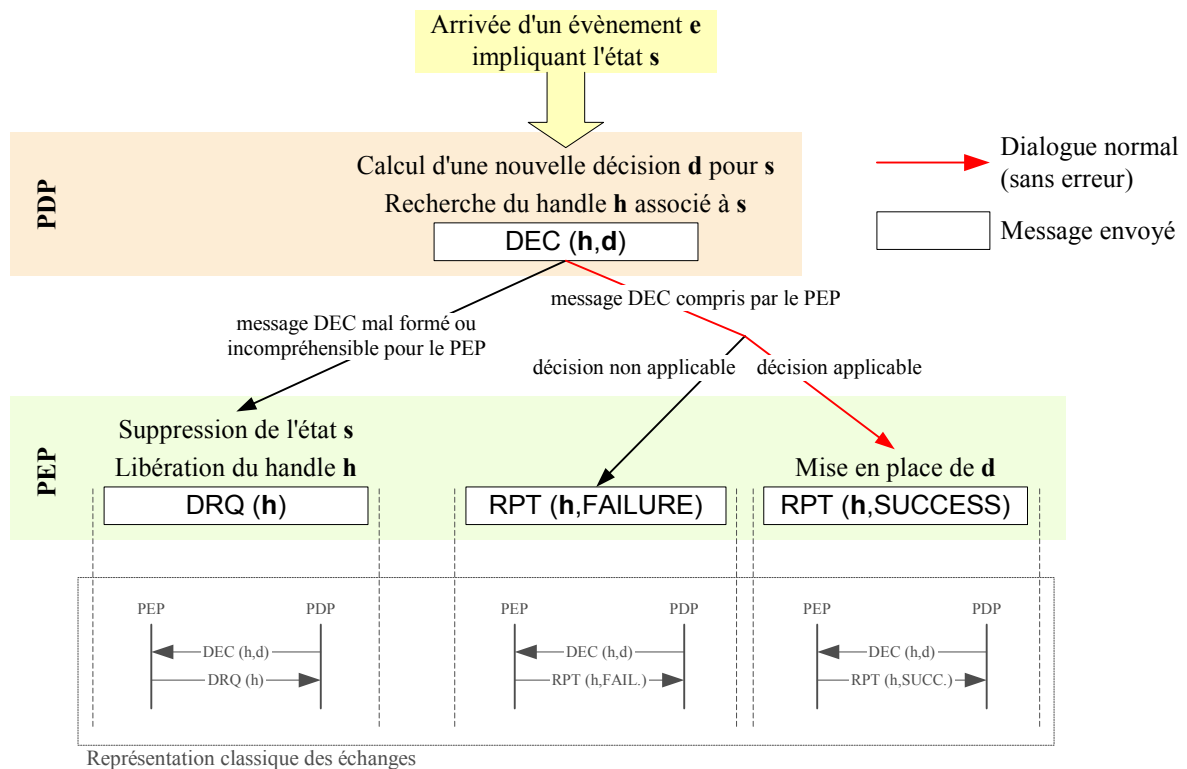 Arrivée d'un évènement e
impliquant l'état s
PDP
Calcul d'une nouvelle décision d pour s
Recherche du handle h associé à s
DEC (h,d)
Dialogue normal
(sans erreur)
Message envoyé
message DEC compris par le PEP
message DEC mal formé ou
incompréhensible pour le PEP
décision non applicable
décision applicable
PEP
Suppression de l'état s
Libération du handle h
DRQ (h)
RPT (h,FAILURE)
Mise en place de d
RPT (h,SUCCESS)
PEP PDP
DEC (h,d)
DRQ (h)
PEP PDP
DEC (h,d)
RPT (h,FAIL.)
PEP PDP
DEC (h,d)
RPT (h,SUCC.)
Représentation classique des échanges